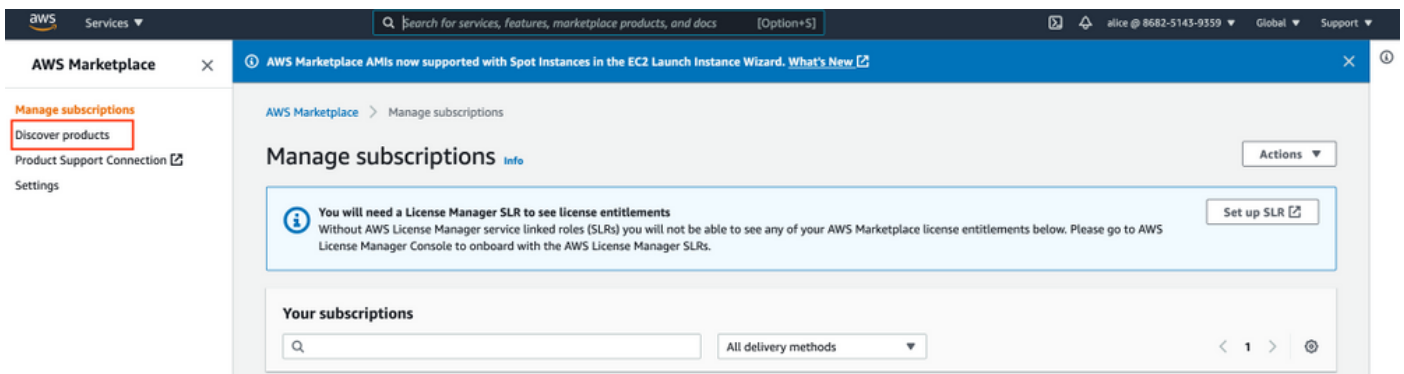 aws Services ▼ Search for services, features, marketplace products, and docs [Option+S] alice @ 8682-5143-9359 ▼ Global ▼ Support ▼
AWS Marketplace
AWS Marketplace AMIs now supported with Spot Instances in the EC2 Launch Instance Wizard. What's New
Manage subscriptions
Discover products
Product Support Connection
Settings
AWS Marketplace > Manage subscriptions
Manage subscriptions Info
Actions ▼
You will need a License Manager SLR to see license entitlements
Without AWS License Manager service linked roles (SLRs) you will not be able to see any of your AWS Marketplace license entitlements below. Please go to AWS
License Manager Console to onboard with the AWS License Manager SLRs.
Set up SLR
Your subscriptions
All delivery methods ▼
< 1 >